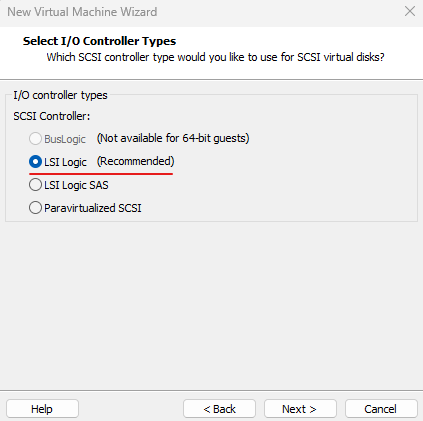 New Virtual Machine Wizard
Select I/O Controller Types
Which SCSI controller type would you like to use for SCSI virtual disks?
I/O controller types
SCSI Controller:
BusLogic (Not available for 64-bit guests)
LSI Logic (Recommended)
LSI Logic SAS
Paravirtualized SCSI
Help < Back Next > Cancel